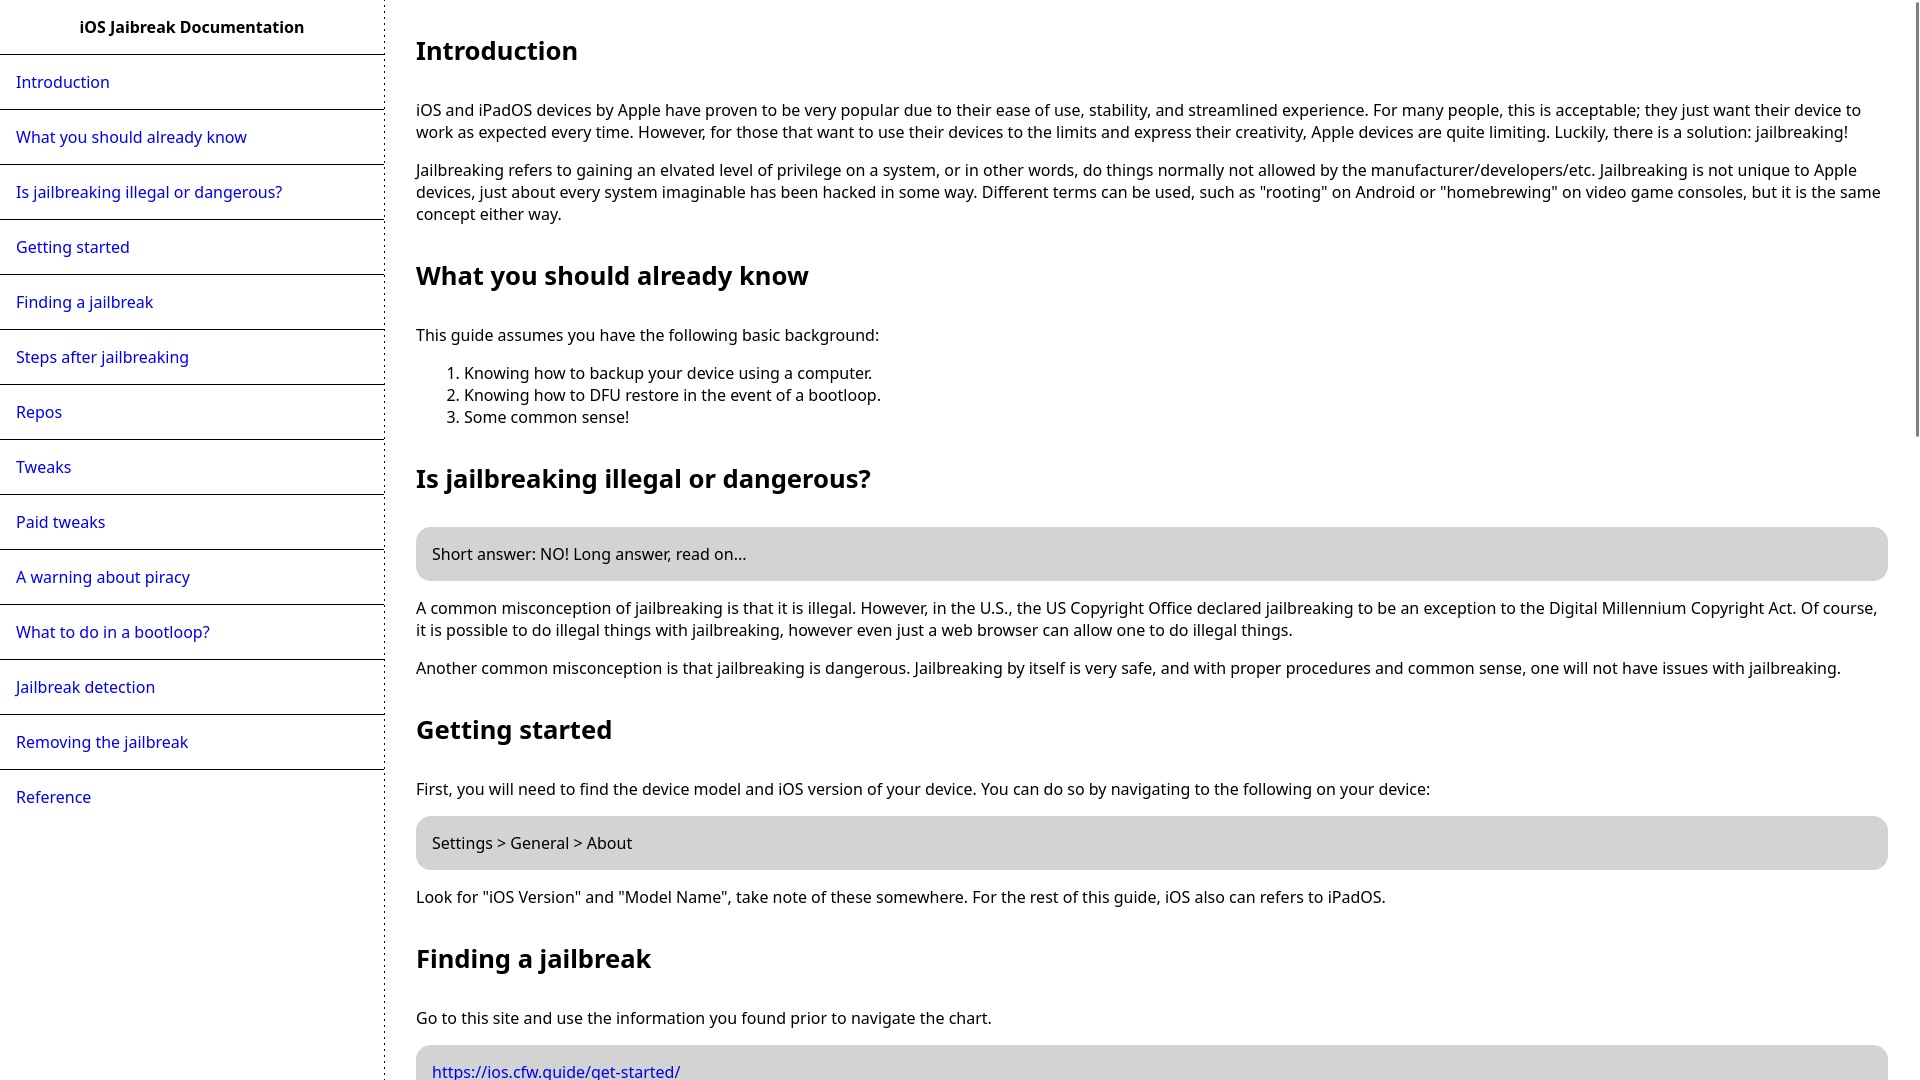 iOS Jaibreak Documentation
Introduction
What you should already know
Is jailbreaking illegal or dangerous?
Getting started
Finding a jailbreak
Steps after jailbreaking
Repos
Tweaks
Paid tweaks
A warning about piracy
What to do in a bootloop?
Jailbreak detection
Removing the jailbreak
Reference
Introduction
iOS and iPadOS devices by Apple have proven to be very popular due to their ease of use, stability, and streamlined experience. For many people, this is acceptable; they just want their device to
work as expected every time. However, for those that want to use their devices to the limits and express their creativity, Apple devices are quite limiting. Luckily, there is a solution: jailbreaking!
Jailbreaking refers to gaining an elvated level of privilege on a system, or in other words, do things normally not allowed by the manufacturer/developers/etc. Jailbreaking is not unique to Apple
devices, just about every system imaginable has been hacked in some way. Different terms can be used, such as "rooting" on Android or "homebrewing" on video game consoles, but it is the same
concept either way.
What you should already know
This guide assumes you have the following basic background:
1. Knowing how to backup your device using a computer.
2. Knowing how to DFU restore in the event of a bootloop.
3. Some common sense!
Is jailbreaking illegal or dangerous?
Short answer: NO! Long answer, read on...
A common misconception of jailbreaking is that it is illegal. However, in the U.S., the US Copyright Office declared jailbreaking to be an exception to the Digital Millennium Copyright Act. Of course,
it is possible to do illegal things with jailbreaking, however even just a web browser can allow one to do illegal things.
Another common misconception is that jailbreaking is dangerous. Jailbreaking by itself is very safe, and with proper procedures and common sense, one will not have issues with jailbreaking.
Getting started
First, you will need to find the device model and iOS version of your device. You can do so by navigating to the following on your device:
Settings > General > About
Look for "iOS Version" and "Model Name", take note of these somewhere. For the rest of this guide, iOS also can refers to iPadOS.
Finding a jailbreak
Go to this site and use the information you found prior to navigate the chart.
https://ios.cfw.guide/get-started/